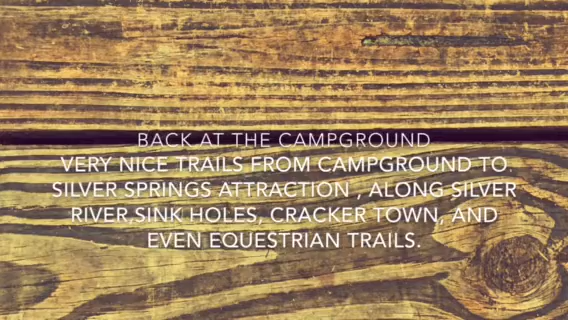 BACK AT THE CAMPGROUND
VERY NICE TRAILS FROM CAMPGROUND TO
SILVER SPRINGS ATTRACTION , ALONG SILVER
RIVER,SINK HOLES, CRACKER TOWN, AND
EVEN EQUESTRIAN TRAILS.